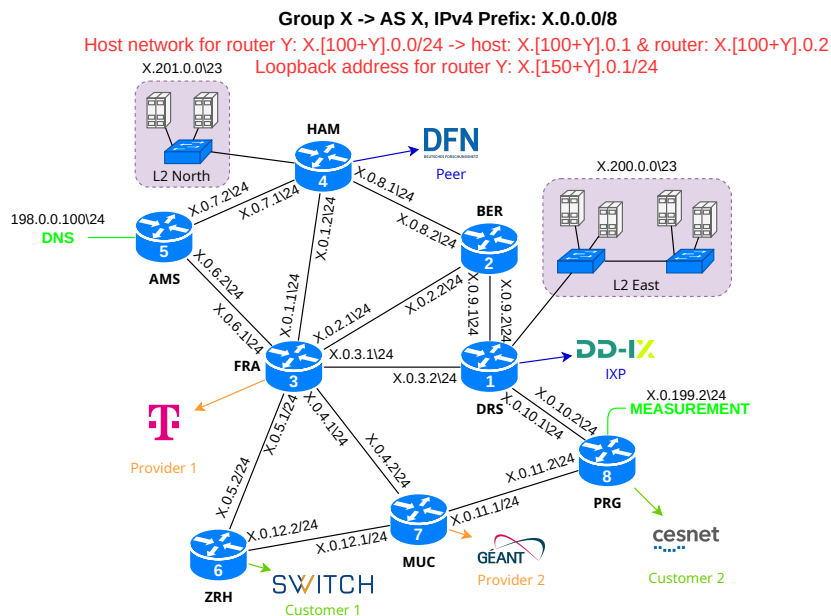 Group X -> AS X, IPv4 Prefix: X.0.0.0/8
Host network for router Y: X.[100+Y].0.0/24 -> host: X.[100+Y].0.1 & router: X.[100+Y].0.2
Loopback address for router Y: X.[150+Y].0.1/24
X.201.0.0\23
L2 North
HAM
4
DFN
DEUTSCHES FORSCHUNGSNETZ
Peer
X.200.0.0\23
L2 East
X.0.7.2\24
X.0.7.1\24
X.0.1.2\24
X.0.8.1\24
X.0.8.2\24
BER
2
198.0.0.100\24
DNS
5
AMS
X.0.6.2\24
X.0.6.1\24
X.0.1.1\24
X.0.2.1\24
X.0.2.2\24
X.0.9.1\24
X.0.9.2\24
FRA
3
X.0.3.1\24
X.0.3.2\24
1
DRS
DD-IX
IXP
T
Provider 1
X.0.5.1/24
X.0.5.2/24
X.0.4.1\24
X.0.4.2\24
X.0.10.2\24
X.0.10.1\24
X.0.199.2\24
MEASUREMENT
8
PRG
X.0.11.2\24
X.0.11.1/24
X.0.12.2/24
X.0.12.1/24
7
MUC
6
ZRH
SWITCH
Customer 1
GÉANT
Provider 2
cesnet
Customer 2